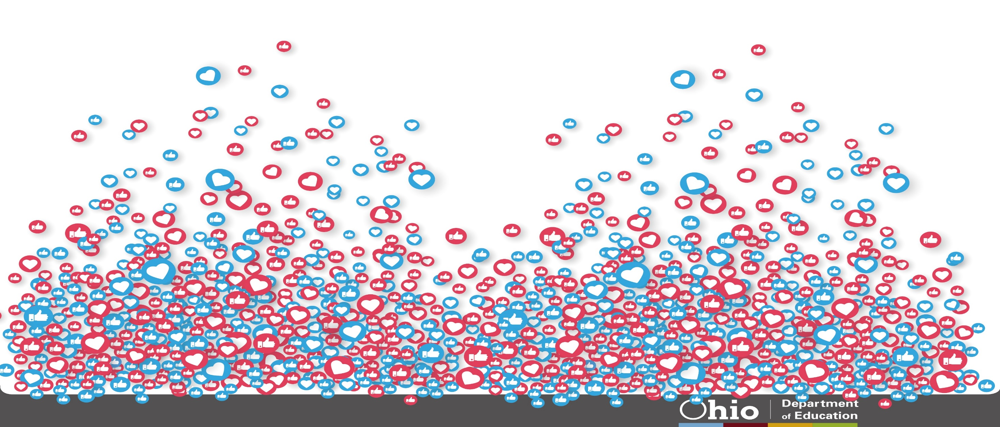 Ohio
Department
of Education